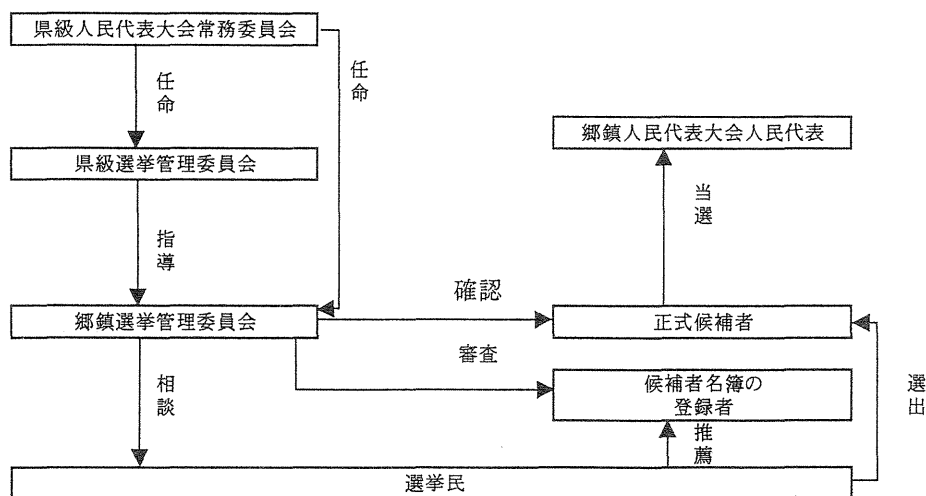 県級人民代表大会常務委員会
任命
任命
郷鎮人民代表大会人民代表
県級選挙管理委員会
当選
指導
確認
郷鎮選挙管理委員会
正式候補者
審査
相談
候補者名簿の
登録者
選出
推薦
選挙民